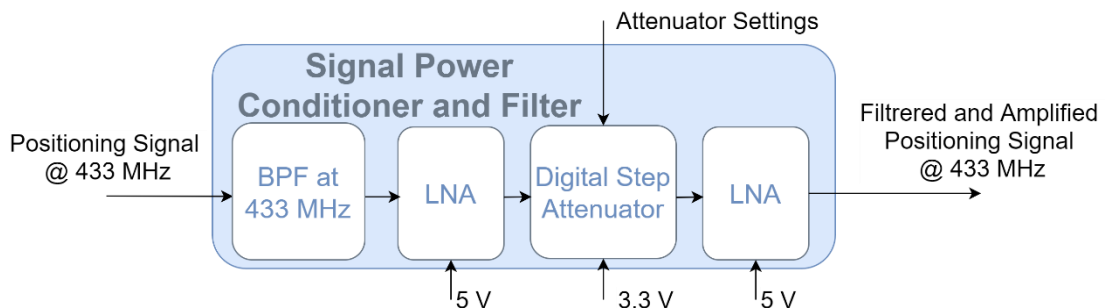 Attenuator Settings
Signal Power
Conditioner and Filter
Positioning Signal
@ 433 MHz
BPF at
433 MHz
LNA
Digital Step
Attenuator
LNA
Filtrered and Amplified
Positioning Signal
@ 433 MHz
5 V
3.3 V
5 V